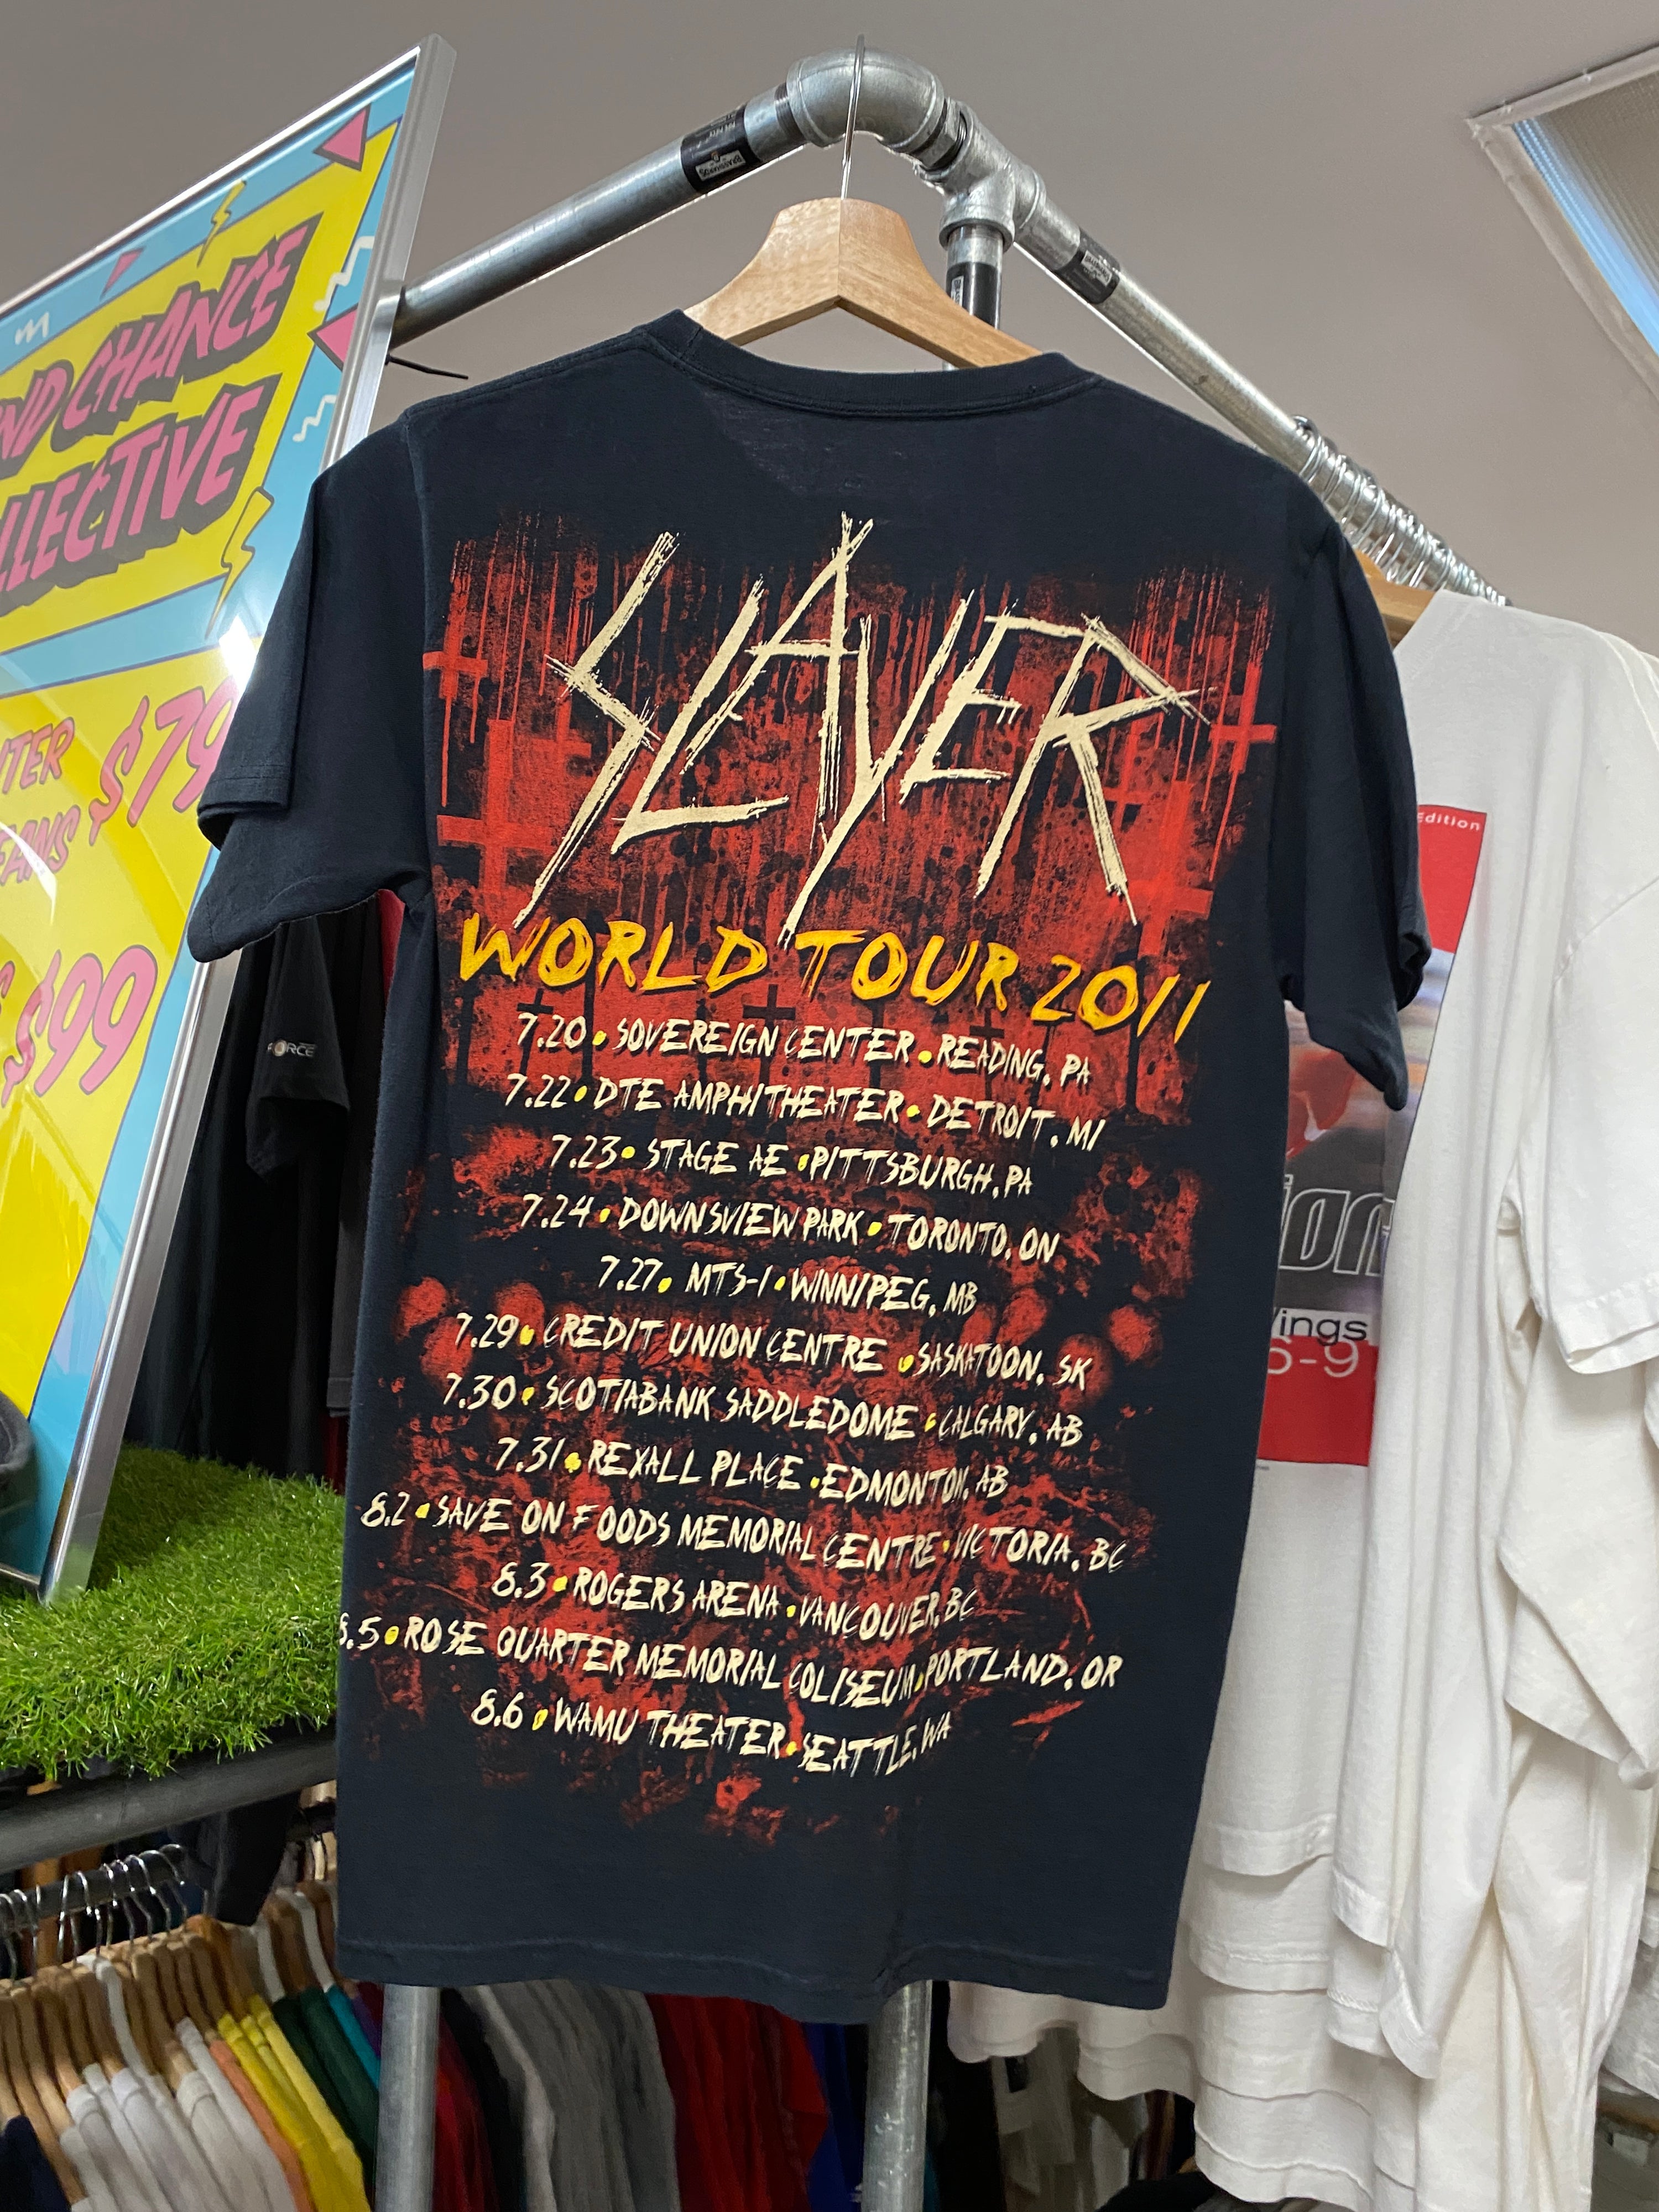 CHANCE
SLAYER
WORLD TOUR 2011
7.20 • SOVEREIGN CENTER • READING, PA
7.22 • DTE AMPHITHEATER • DETROIT, MI
7.23 • STAGE AE • PITTSBURGH, PA
7.24 • DOWNSVIEW PARK • TORONTO, ON
7.27 • MTS-1 • WINNIPEG, MB
7.29 • CREDIT UNION CENTRE • SASKATOON, SK
7.30 • SCOTIABANK SADDLEDOME • CALGARY, AB
7.31 • REXALL PLACE • EDMONTON, AB
8.2 • SAVE ON FOODS MEMORIAL CENTRE • VICTORIA, BC
8.3 • ROGERS ARENA • VANCOUVER, BC
8.5 • ROSE QUARTER MEMORIAL COLISEUM • PORTLAND, OR
8.6 • WAMU THEATER • SEATTLE, WA
$79
$99
FORCE
Edition